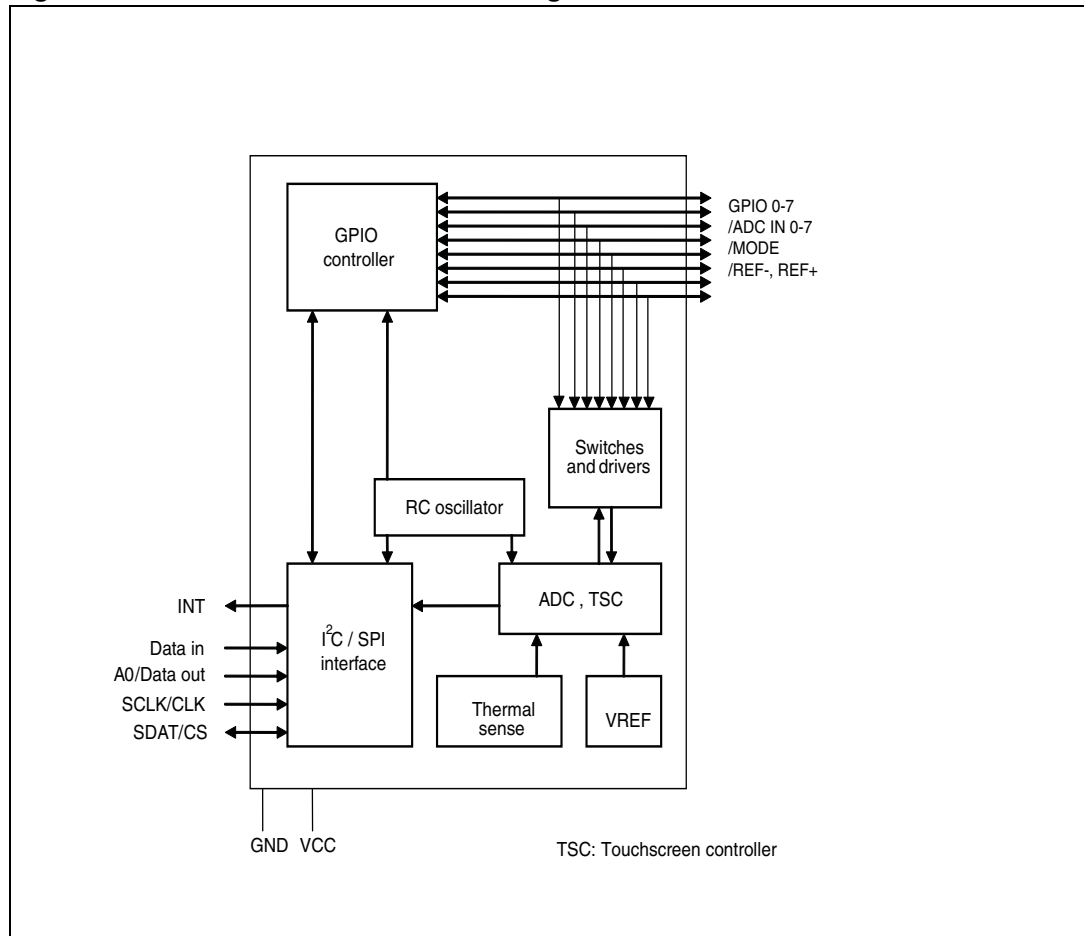 GPIO
controller
GPIO 0-7
/ADC IN 0-7
/MODE
/REF-, REF+
Switches
and drivers
RC oscillator
ADC , TSC
I2C / SPI
interface
INT
Data in
A0/Data out
SCLK/CLK
SDAT/CS
Thermal
sense
VREF
GND VCC
TSC: Touchscreen controller